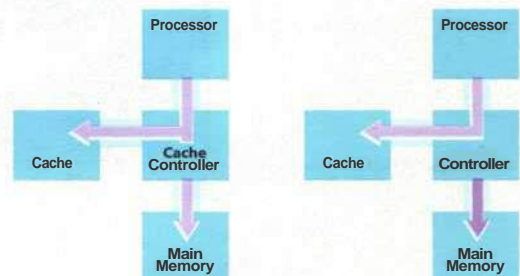 Processor
Cache
Cache
Controller
Main
Memory
Processor
Cache
Controller
Main
Memory